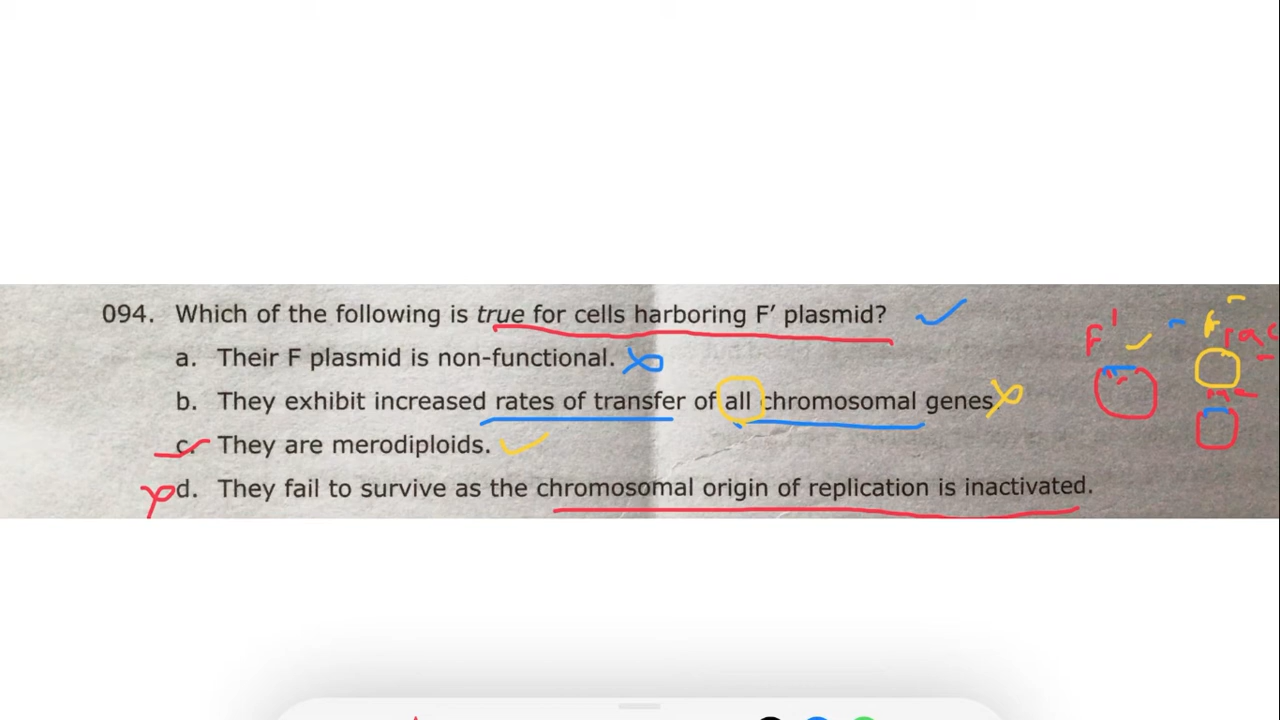 094. Which of the following is true for cells harboring F′ plasmid?
a. Their F plasmid is non-functional.
b. They exhibit increased rates of transfer of all chromosomal genes
c. They are merodiploids.
d. They fail to survive as the chromosomal origin of replication is inactivated.
F'
F-